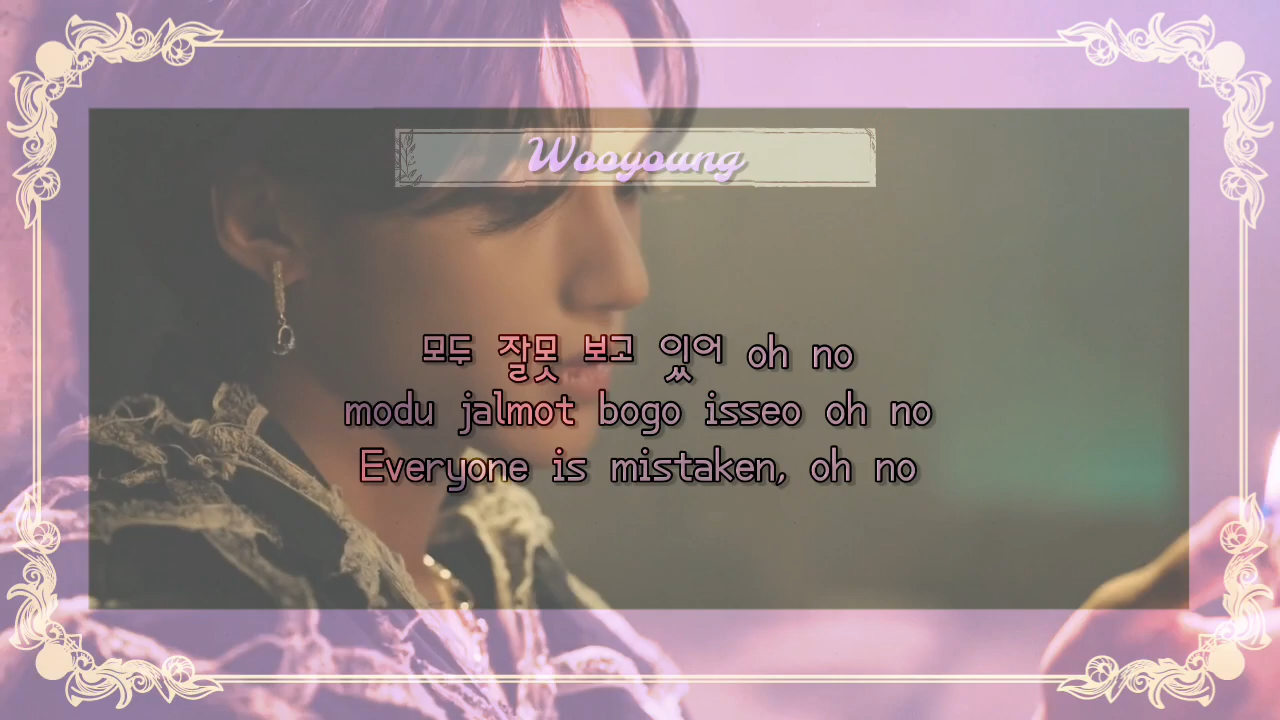 Wooyoung
모두 잘못 보고 있어 oh no
modu jalmot bogo isseo oh no
Everyone is mistaken, oh no